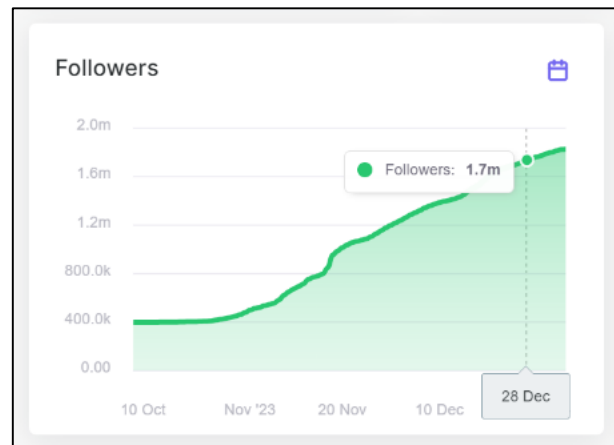 Followers
2.0m
1.6m
Followers: 1.7m
1.2m
800.0k
400.0k
0.00
10 Oct Nov '23 20 Nov 10 Dec 28 Dec